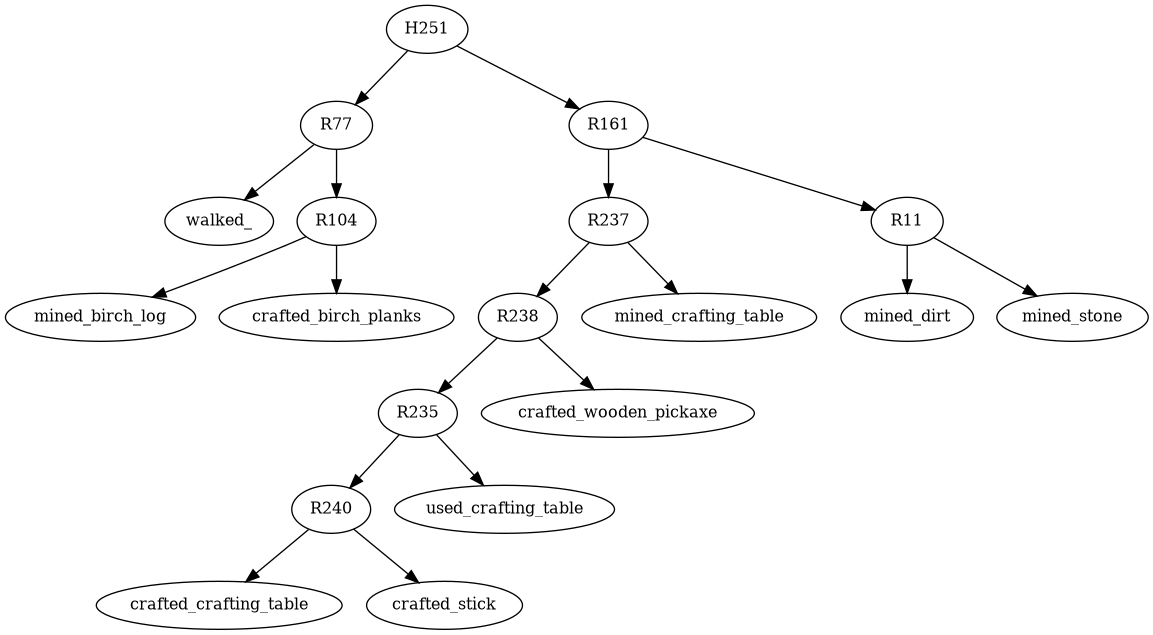 H251
R77
R161
walked_
R104
R237
R11
mined_birch_log
crafted_birch_planks
R238
mined_crafting_table
mined_dirt
mined_stone
R235
crafted_wooden_pickaxe
R240
used_crafting_table
crafted_crafting_table
crafted_stick